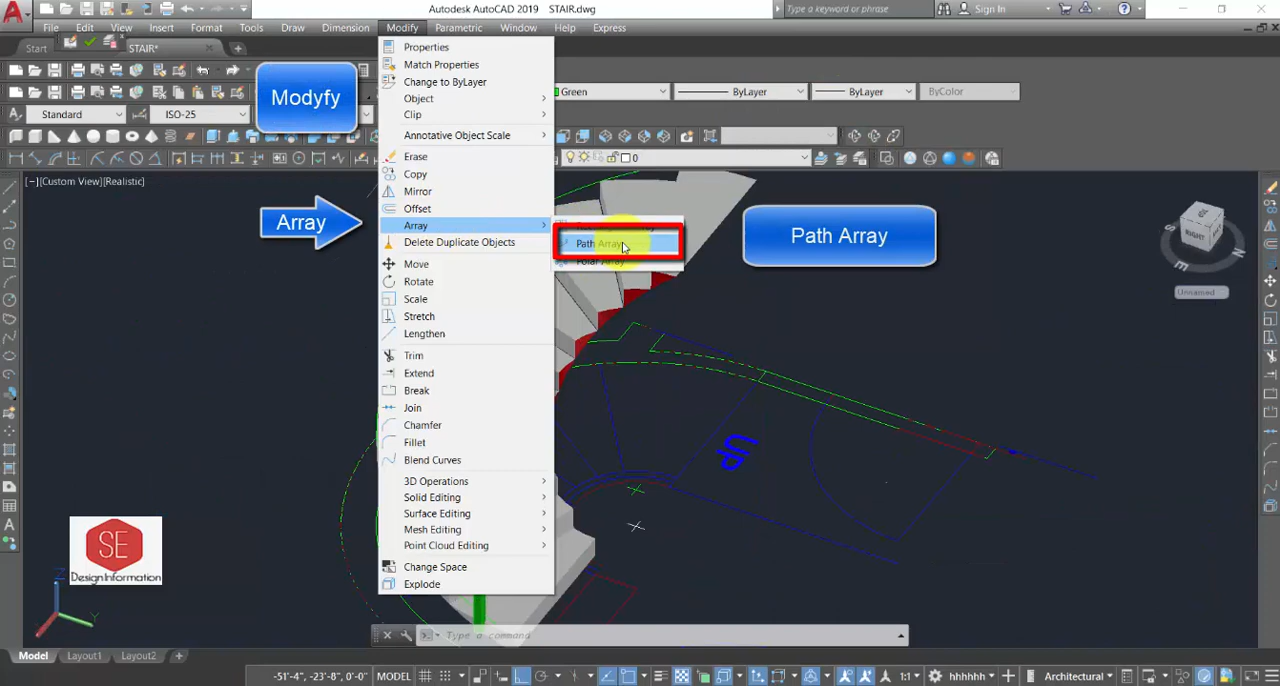 Autodesk AutoCAD 2019 STAIR.dwg
Type a keyword or phrase
Sign In
File Edit View Insert Format Tools Draw Dimension Modify Parametric Window Help Express
Start
STAIR*
Properties
Match Properties
Change to ByLayer
Object
Clip
Annotative Object Scale
Erase
Copy
Mirror
Offset
Array
Delete Duplicate Objects
Move
Rotate
Scale
Stretch
Lengthen
Trim
Extend
Break
Join
Chamfer
Fillet
Blend Curves
3D Operations
Solid Editing
Surface Editing
Mesh Editing
Point Cloud Editing
Change Space
Explode
Modyfy
Green
ByLayer
ByLayer
ByColor
Standard
ISO-25
0
[−][Custom View][Realistic]
Array
Path Array
Polar Array
Path Array
UP
Unnamed
SE
Design Information
Z
Y
Type a command
Model Layout1 Layout2
-51'-4", -23'-8", 0'-0" MODEL
1:1
hhhhhh
Architectural